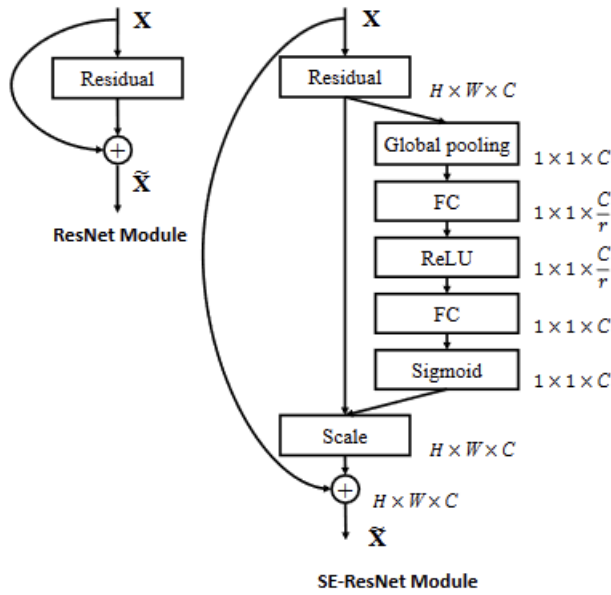 X
Residual
+
X̃
ResNet Module
X
Residual
H × W × C
Global pooling
1 × 1 × C
FC
1 × 1 × C/r
ReLU
1 × 1 × C/r
FC
1 × 1 × C
Sigmoid
1 × 1 × C
Scale
H × W × C
+
H × W × C
X̃
SE-ResNet Module